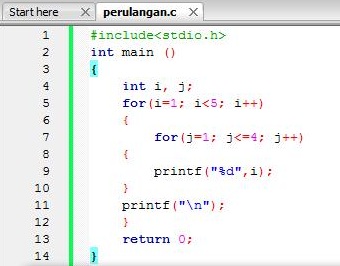 Start here × perulangan.c ×
1 #include<stdio.h>
2 int main ()
3 {
4 int i, j;
5 for(i=1; i<5; i++)
6 {
7 for(j=1; j<=4; j++)
8 {
9 printf("%d",i);
10 }
11 printf("\n");
12 }
13 return 0;
14 }